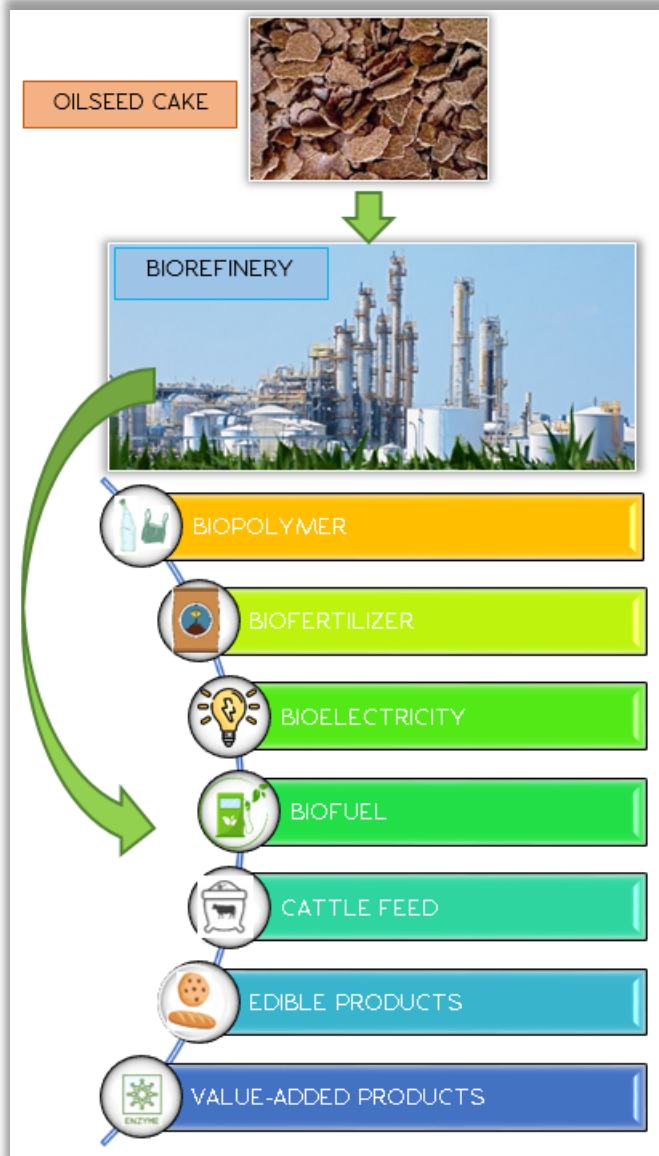 OILSEED CAKE
BIOREFINERY
BIOPOLYMER
BIOFERTILIZER
BIOELECTRICITY
BIOFUEL
CATTLE FEED
EDIBLE PRODUCTS
VALUE-ADDED PRODUCTS
ENZYME